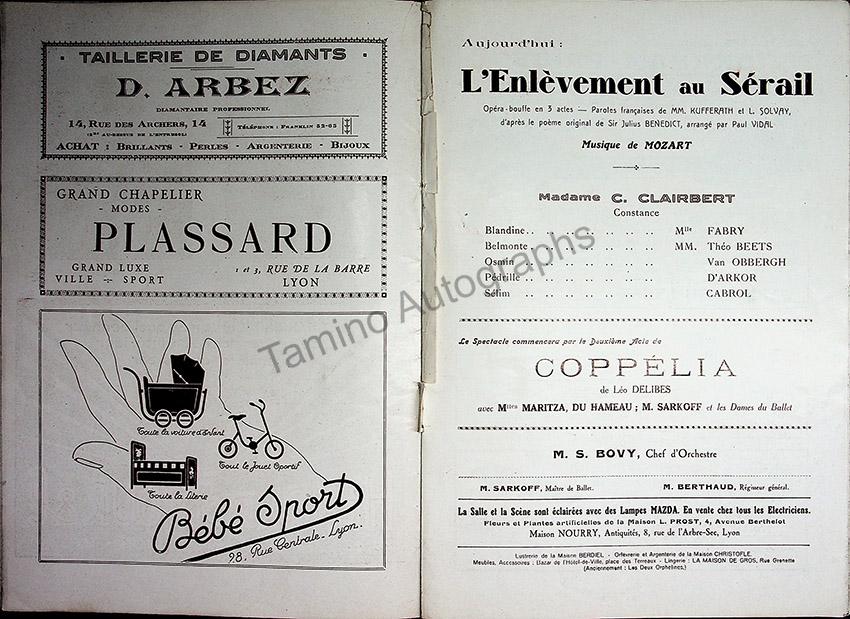 · TAILLERIE DE DIAMANTS ·
D. ARBEZ
DIAMANTAIRE PROFESSIONNEL
14, RUE DES ARCHERS, 14
(2ME AU-DESSUS DE L'ENTRESOL)
TÉLÉPHONE : FRANKLIN 52-63
ACHAT : BRILLANTS - PERLES - ARGENTERIE - BIJOUX
GRAND CHAPELIER
- MODES -
PLASSARD
GRAND LUXE
VILLE ÷ SPORT
1 et 3, RUE DE LA BARRE
LYON
Toute la voiture d'Enfant
Tout le Jouet Sportif
Toute la Literie
Bébé Sport
28, Rue Centrale - Lyon.
Aujourd'hui :
L'Enlèvement au Sérail
Opéra-bouffe en 3 actes — Paroles françaises de MM. KUFFERATH et L. SOLVAY,
d'après le poème original de Sir Julius BENEDICT, arrangé par Paul VIDAL
Musique de MOZART
Madame C. CLAIRBERT
Constance
Blandine.. .. .. .. .. .. .. Mlle FABRY
Belmonte .. .. .. .. .. .. .. MM. Théo BEETS
Osmin .. .. .. .. .. .. .. Van OBBERGH
Pédrille .. .. .. .. .. .. .. D'ARKOR
Sélim .. .. .. .. .. .. .. CABROL
Le Spectacle commencera par le Deuxième Acte de
COPPÉLIA
de Léo DELIBES
avec Mlles MARITZA, DU HAMEAU ; M. SARKOFF et les Dames du Ballet
M. S. BOVY, Chef d'Orchestre
M. SARKOFF, Maître de Ballet. M. BERTHAUD, Régisseur général.
La Salle et la Scène sont éclairées avec des Lampes MAZDA. En vente chez tous les Electriciens.
Fleurs et Plantes artificielles de la Maison L. PROST, 4, Avenue Berthelot
Maison NOURRY, Antiquités, 8, rue de l'Arbre-Sec, Lyon
Lustrerie de la Maison BERDIEL - Orfèvrerie et Argenterie de la Maison CHRISTOFLE.
Meubles, Accessoires : Bazar de l'Hôtel-de-Ville, place des Terreaux - Lingerie : LA MAISON DE GROS, Rue Grenette
(Anciennement : Les Deux Orphelines.)
Tamino Autographs